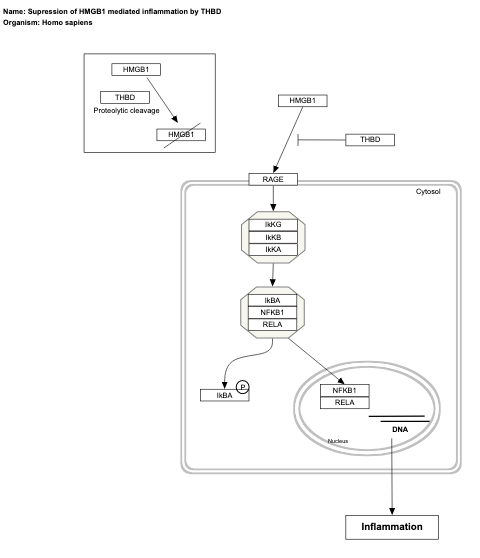 Name: Supression of HMGB1 mediated inflammation by THBD
Organism: Homo sapiens
HMGB1
THBD
Proteolytic cleavage
HMGB1
HMGB1
THBD
RAGE
Cytosol
IkKG
IkKB
IkKA
IkBA
NFKB1
RELA
P
IkBA
NFKB1
RELA
DNA
Nucleus
Inflammation